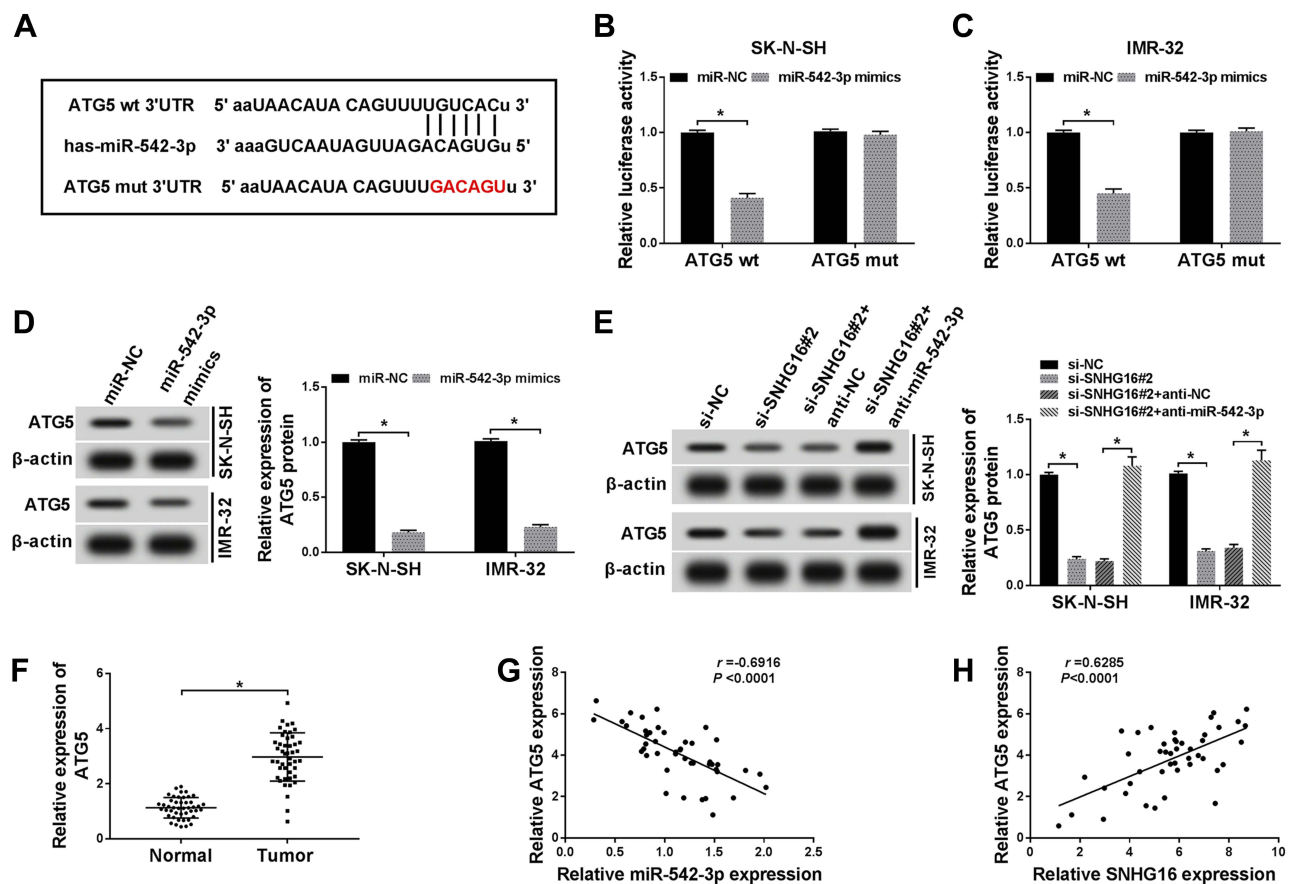 A
ATG5 wt 3'UTR 5' aaUAACAUA CAGUUUUGUCACu 3'
has-miR-542-3p 3' aaaGUCAAUAGUUAGACAGUGu 5'
ATG5 mut 3'UTR 5' aaUAACAUA CAGUUUGACAGUu 3'
B
SK-N-SH
miR-NC miR-542-3p mimics
Relative luciferase activity
1.5
1.0
0.5
0.0
*
ATG5 wt ATG5 mut
C
IMR-32
miR-NC miR-542-3p mimics
Relative luciferase activity
1.5
1.0
0.5
0.0
*
ATG5 wt ATG5 mut
D
miR-NC
miR-542-3p
mimics
ATG5
β-actin
SK-N-SH
ATG5
β-actin
IMR-32
miR-NC miR-542-3p mimics
Relative expression of
ATG5 protein
1.5
1.0
0.5
0.0
* *
SK-N-SH IMR-32
E
si-NC
si-SNHG16#2
si-SNHG16#2+
anti-NC
si-SNHG16#2+
anti-miR-542-3p
ATG5
β-actin
SK-N-SH
ATG5
β-actin
IMR-32
si-NC
si-SNHG16#2
si-SNHG16#2+anti-NC
si-SNHG16#2+anti-miR-542-3p
Relative expression of
ATG5 protein
1.5
1.0
0.5
0.0
* * * *
SK-N-SH IMR-32
F
Relative expression of
ATG5
6
4
2
0
*
Normal Tumor
G
r=-0.6916
P <0.0001
Relative ATG5 expression
8
6
4
2
0
0.0 0.5 1.0 1.5 2.0 2.5
Relative miR-542-3p expression
H
r=0.6285
P<0.0001
Relative ATG5 expression
8
6
4
2
0
0 2 4 6 8 10
Relative SNHG16 expression